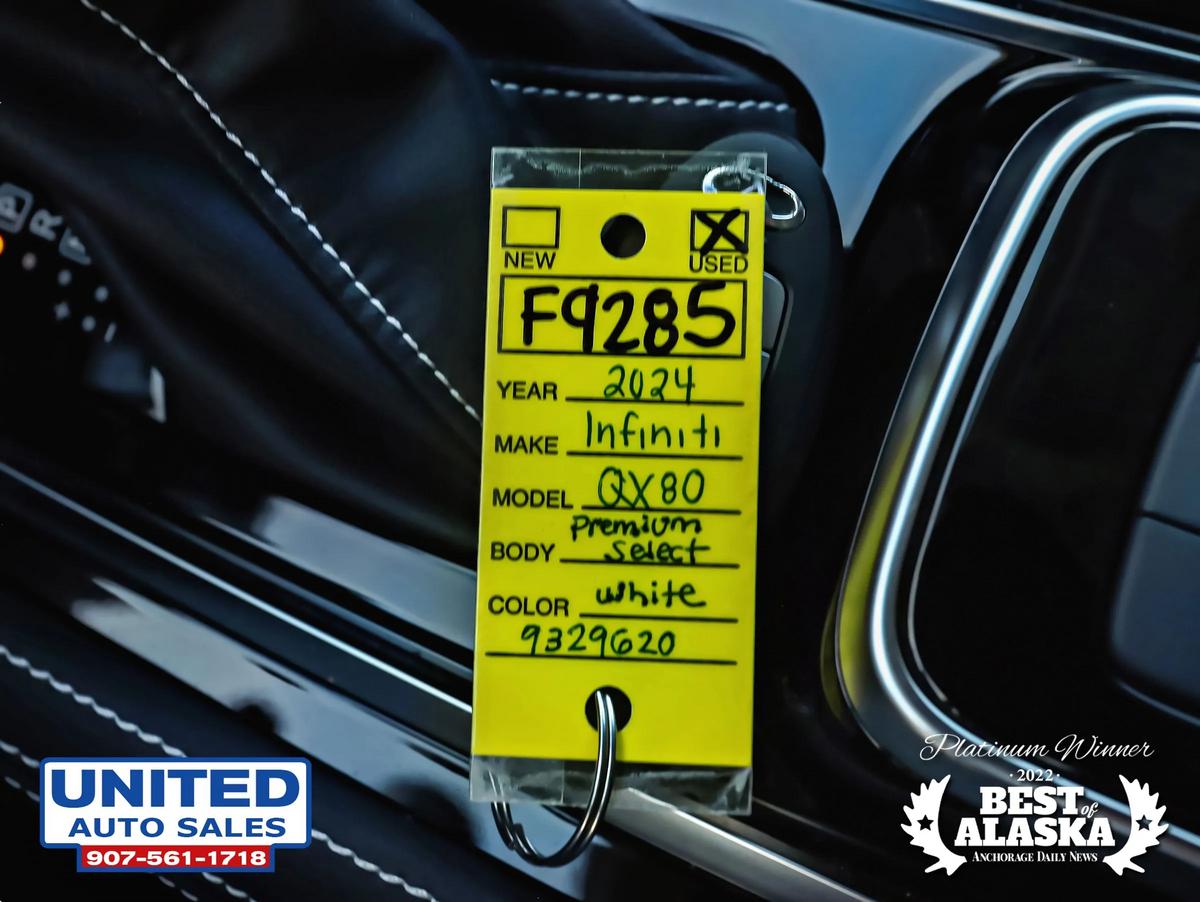 P
R
NEW
USED
F9285
YEAR 2024
MAKE Infiniti
MODEL QX80
Premium
BODY Select
COLOR white
9329620
UNITED
AUTO SALES
907-561-1718
Platinum Winner
· 2022 ·
BEST of
ALASKA
ANCHORAGE DAILY NEWS